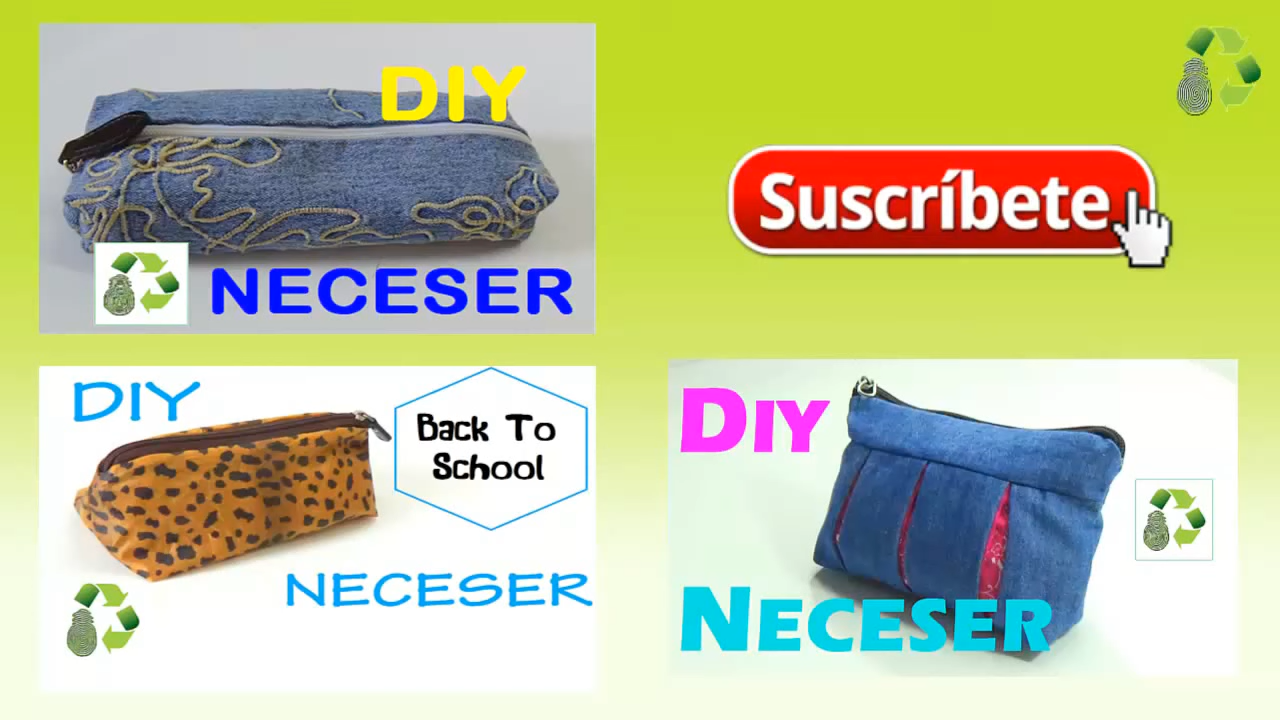 DIY
NECESER
Suscríbete
DIY
Back To
School
NECESER
DIY
NECESER